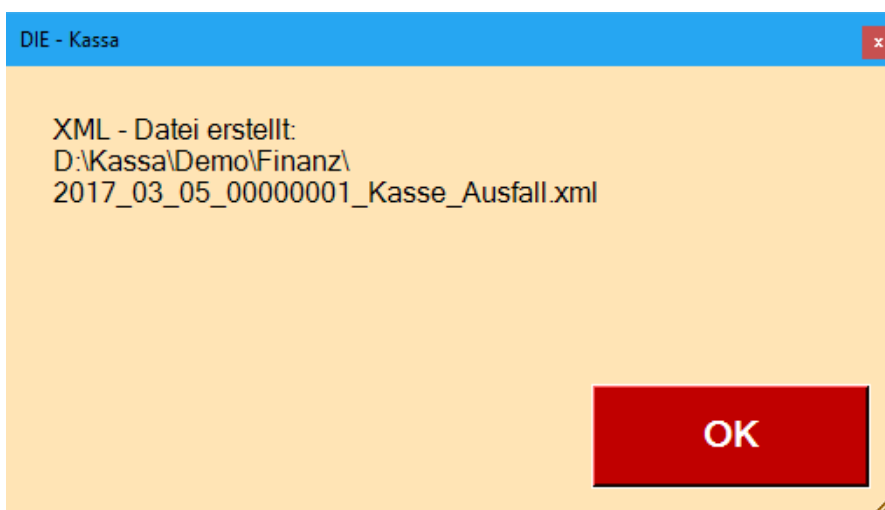 DIE - Kassa
x
XML - Datei erstellt:
D:\Kassa\Demo\Finanz\
2017_03_05_00000001_Kasse_Ausfall.xml
OK